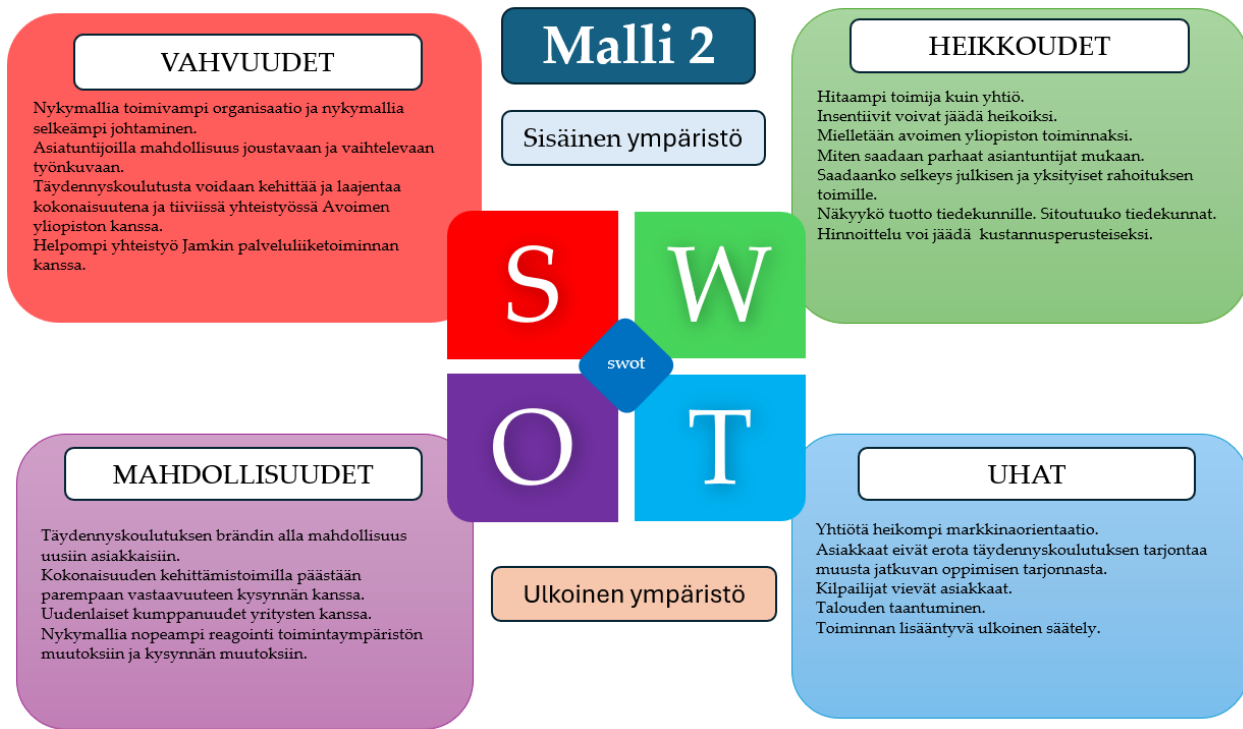 Malli 2
Sisäinen ympäristö
VAHVUUDET
Nykymallia toimivampi organisaatio ja nykymallia
selkeämpi johtaminen.
Asiatuntijoilla mahdollisuus joustavaan ja vaihtelevaan
työnkuvaan.
Täydennyskoulutusta voidaan kehittää ja laajentaa
kokonaisuutena ja tiiviissä yhteistyössä Avoimen
yliopiston kanssa.
Helpompi yhteistyö Jamkin palveluliiketoiminnan
kanssa.
HEIKKOUDET
Hitaampi toimija kuin yhtiö.
Insentiivit voivat jäädä heikoiksi.
Mielletään avoimen yliopiston toiminnaksi.
Miten saadaan parhaat asiantuntijat mukaan.
Saadaanko selkeys julkisen ja yksityiset rahoituksen
toimille.
Näkyykö tuotto tiedekunnille. Sitoutuuko tiedekunnat.
Hinnoittelu voi jäädä kustannusperusteiseksi.
S
W
swot
O
T
MAHDOLLISUUDET
Täydennyskoulutuksen brändin alla mahdollisuus
uusiin asiakkaisiin.
Kokonaisuuden kehittämistoimilla päästään
parempaan vastaavuuteen kysynnän kanssa.
Uudenlaiset kumppanuudet yritysten kanssa.
Nykymallia nopeampi reagointi toimintaympäristön
muutoksiin ja kysynnän muutoksiin.
UHAT
Yhtiötä heikompi markkinaorientaatio.
Asiakkaat eivät erota täydennyskoulutuksen tarjontaa
muusta jatkuvan oppimisen tarjonnasta.
Kilpailijat vievät asiakkaat.
Talouden taantuminen.
Toiminnan lisääntyvä ulkoinen säätely.
Ulkoinen ympäristö